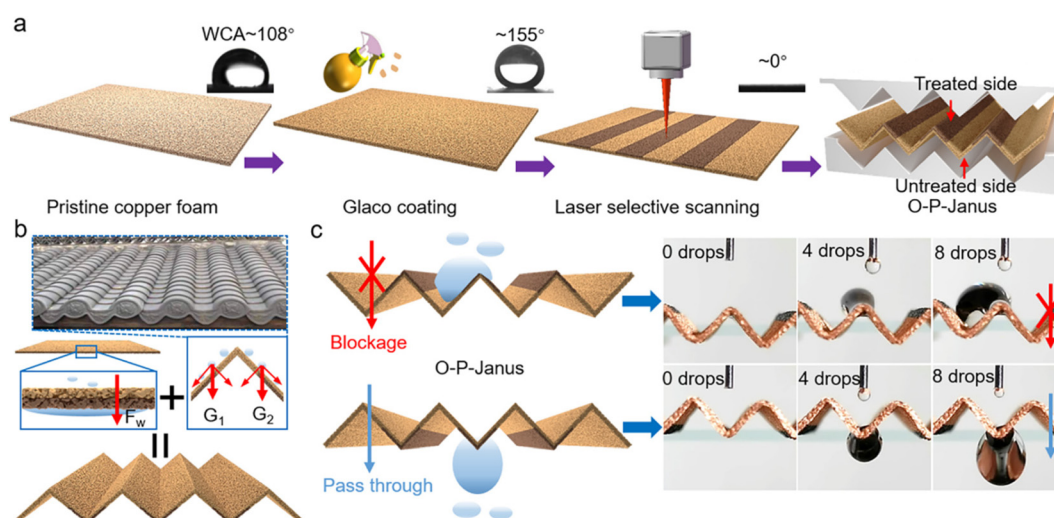 a
WCA~108°
~155°
~0°
Treated side
Untreated side
O-P-Janus
Pristine copper foam
Glaco coating
Laser selective scanning
b
F_w
G_1
G_2
c
Blockage
O-P-Janus
Pass through
0 drops
4 drops
8 drops
0 drops
4 drops
8 drops